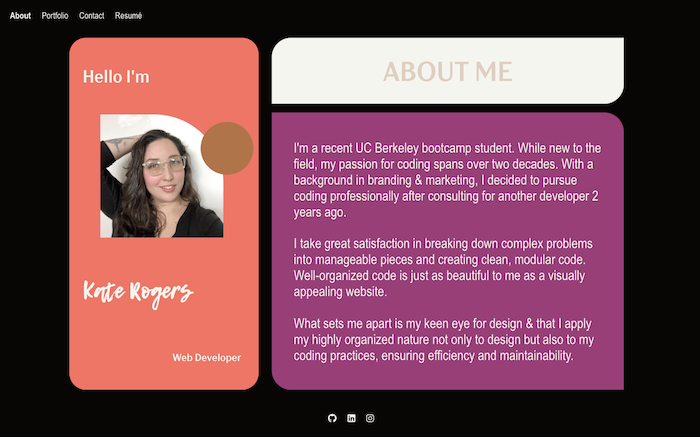 About Portfolio Contact Resumé
Hello I'm
Kate Rogers
Web Developer
ABOUT ME
I'm a recent UC Berkeley bootcamp student. While new to the
field, my passion for coding spans over two decades. With a
background in branding & marketing, I decided to pursue
coding professionally after consulting for another developer 2
years ago.
I take great satisfaction in breaking down complex problems
into manageable pieces and creating clean, modular code.
Well-organized code is just as beautiful to me as a visually
appealing website.
What sets me apart is my keen eye for design & that I apply
my highly organized nature not only to design but also to my
coding practices, ensuring efficiency and maintainability.